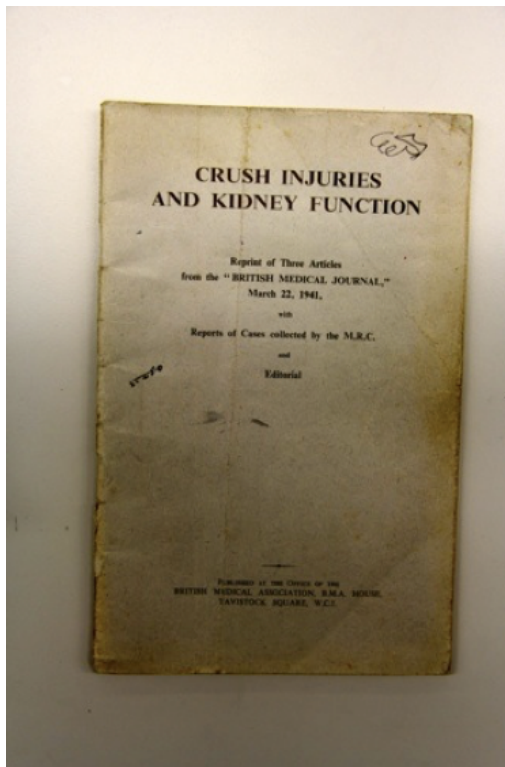 CRUSH INJURIES
AND KIDNEY FUNCTION
Reprint of Three Articles
from the "BRITISH MEDICAL JOURNAL,"
March 22, 1941,
with
Reports of Cases collected by the M.R.C.
and
Editorial
PUBLISHED AT THE OFFICE OF THE
BRITISH MEDICAL ASSOCIATION, B.M.A. HOUSE,
TAVISTOCK SQUARE, W.C.1